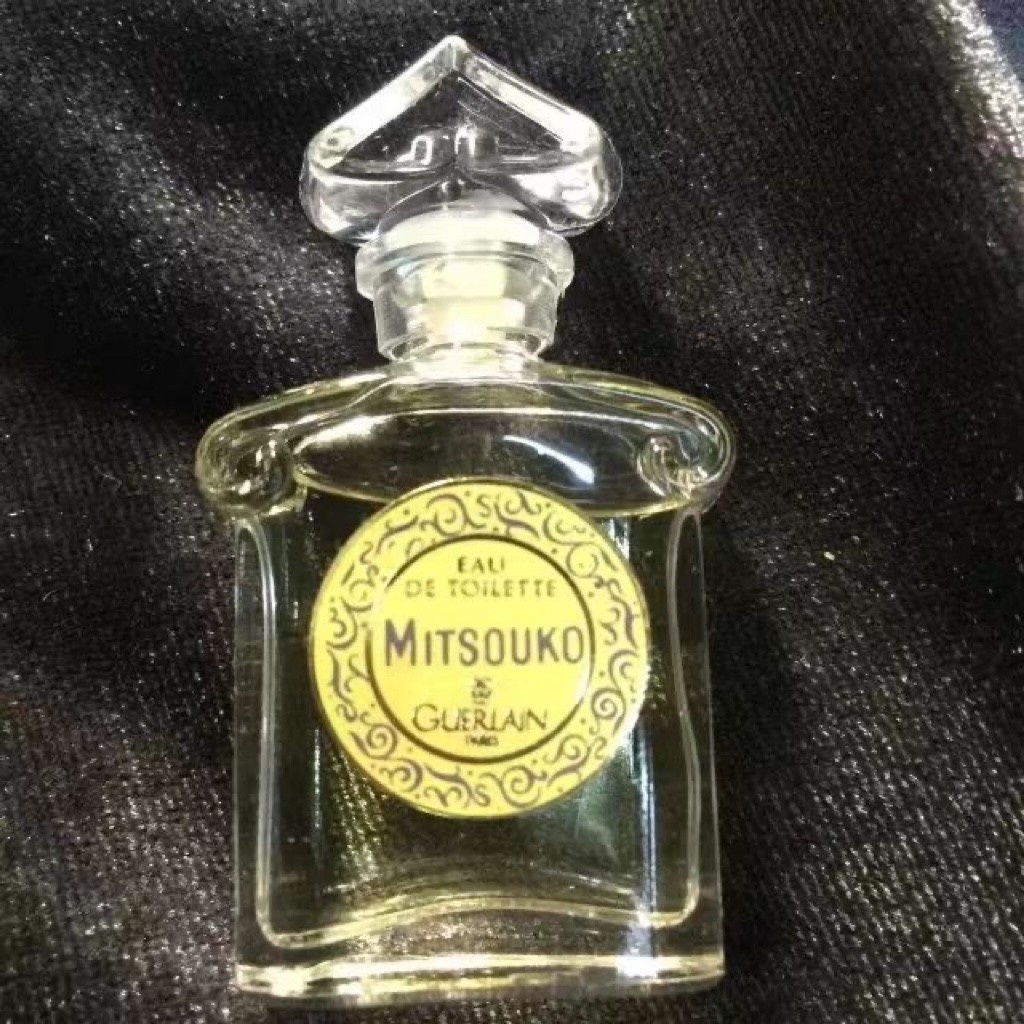 EAU
DE TOILETTE
MITSOUKO
GUERLAIN
PARIS